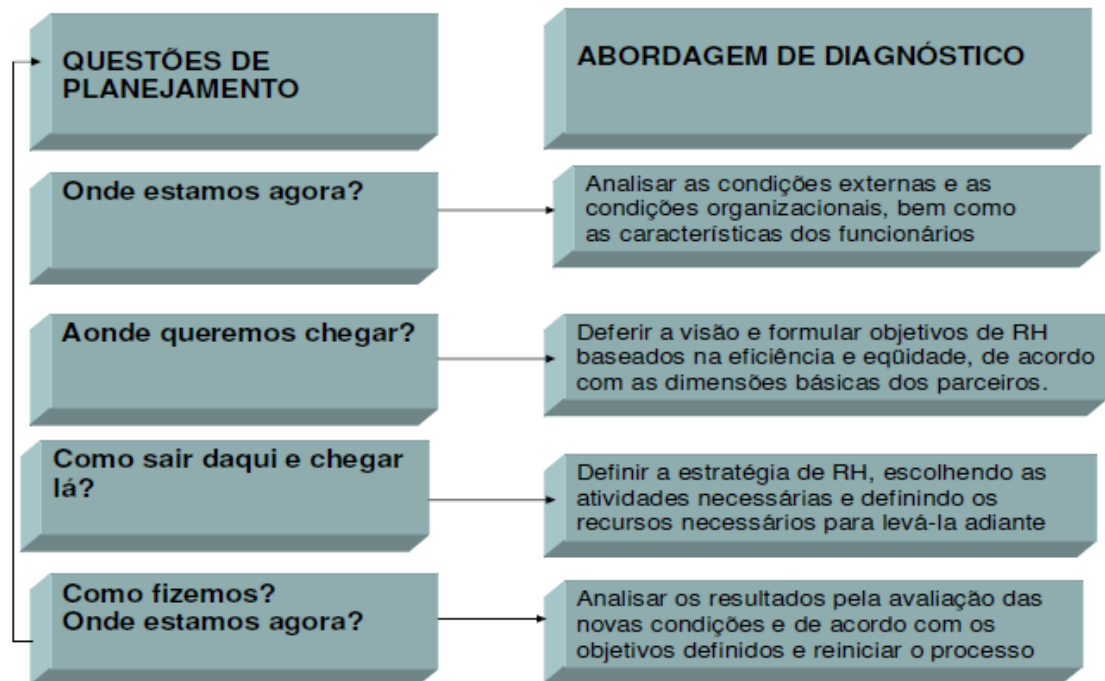 QUESTÕES DE
PLANEJAMENTO
ABORDAGEM DE DIAGNÓSTICO
Onde estamos agora?
Analisar as condições externas e as
condições organizacionais, bem como
as características dos funcionários
Aonde queremos chegar?
Deferir a visão e formular objetivos de RH
baseados na eficiência e eqüidade, de acordo
com as dimensões básicas dos parceiros.
Como sair daqui e chegar
lá?
Definir a estratégia de RH, escolhendo as
atividades necessárias e definindo os
recursos necessários para levá-la adiante
Como fizemos?
Onde estamos agora?
Analisar os resultados pela avaliação das
novas condições e de acordo com os
objetivos definidos e reiniciar o processo